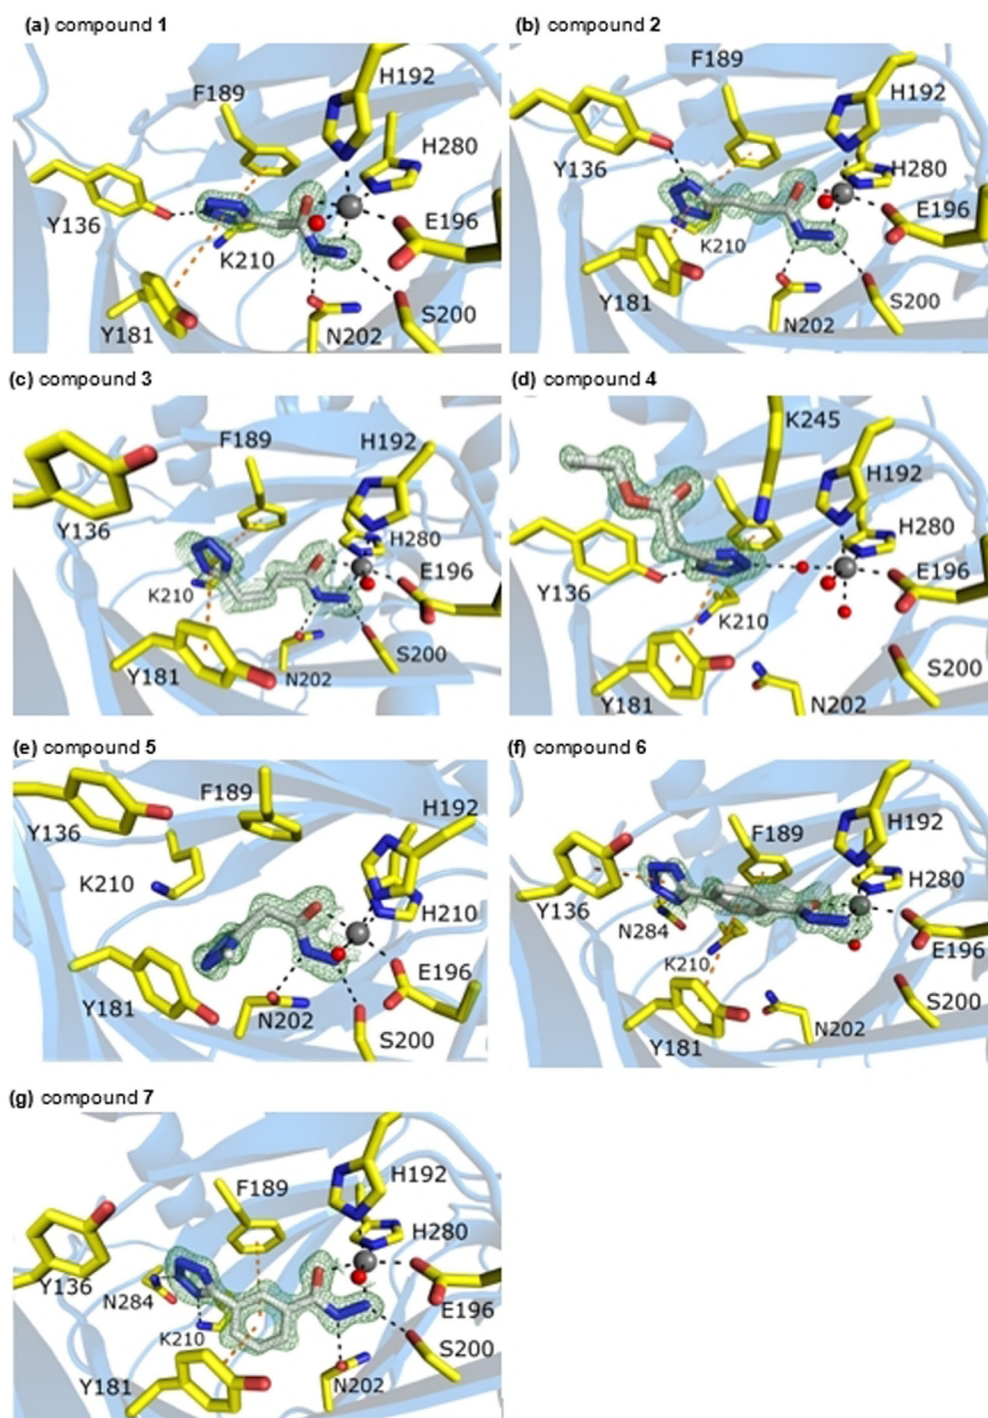 (a) compound 1
H192
F189
H280
Y136
E196
K210
S200
Y181
N202
(b) compound 2
F189
H192
Y136
H280
E196
K210
Y181
S200
N202
(c) compound 3
F189
H192
Y136
H280
E196
K210
S200
Y181
N202
(d) compound 4
K245
H192
H280
E196
Y136
K210
S200
Y181
N202
(e) compound 5
F189
H192
Y136
K210
H210
E196
Y181
N202
S200
(f) compound 6
H192
F189
H280
Y136
N284
E196
K210
S200
N202
Y181
(g) compound 7
H192
F189
H280
Y136
N284
E196
K210
S200
Y181
N202